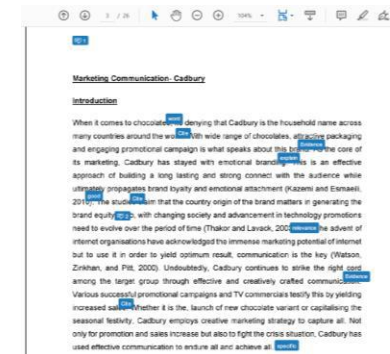 3 / 26
104%
Marketing Communication- Cadbury
Introduction
When it comes to chocolates, denying that Cadbury is the household name across
many countries around the With wide range of chocolates, attractive packaging
and engaging promotional campaign is what speaks about this the core of
its marketing, Cadbury has stayed with emotional This is an effective
approach of building a long lasting and strong connect with the audience while
ultimately propagates brand loyalty and emotional attachment (Kazemi and Esmaeili,
The that the country origin of the brand matters in generating the
brand equity with changing society and advancement in technology promotions
need to evolve over the period of time (Thakor and Lavack, relevance the advent of
internet organisations have acknowledged the immense marketing potential of internet
but to use it in order to yield optimum result, communication is the key (Watson,
Zinkhan, and Pitt, 2000). Undoubtedly, Cadbury continues to strike the right cord
Evidence
among the target group through effective and creatively crafted
Various successful promotional campaigns and TV commercials testify this by yielding
increased Cite Whether it is the, launch of new chocolate variant or capitalising the
seasonal festivity, Cadbury employs creative marketing strategy to capture all. Not
only for promotion and sales increase but also to fight the crisis situation, Cadbury has
used effective communication to endure all and achieve all specific